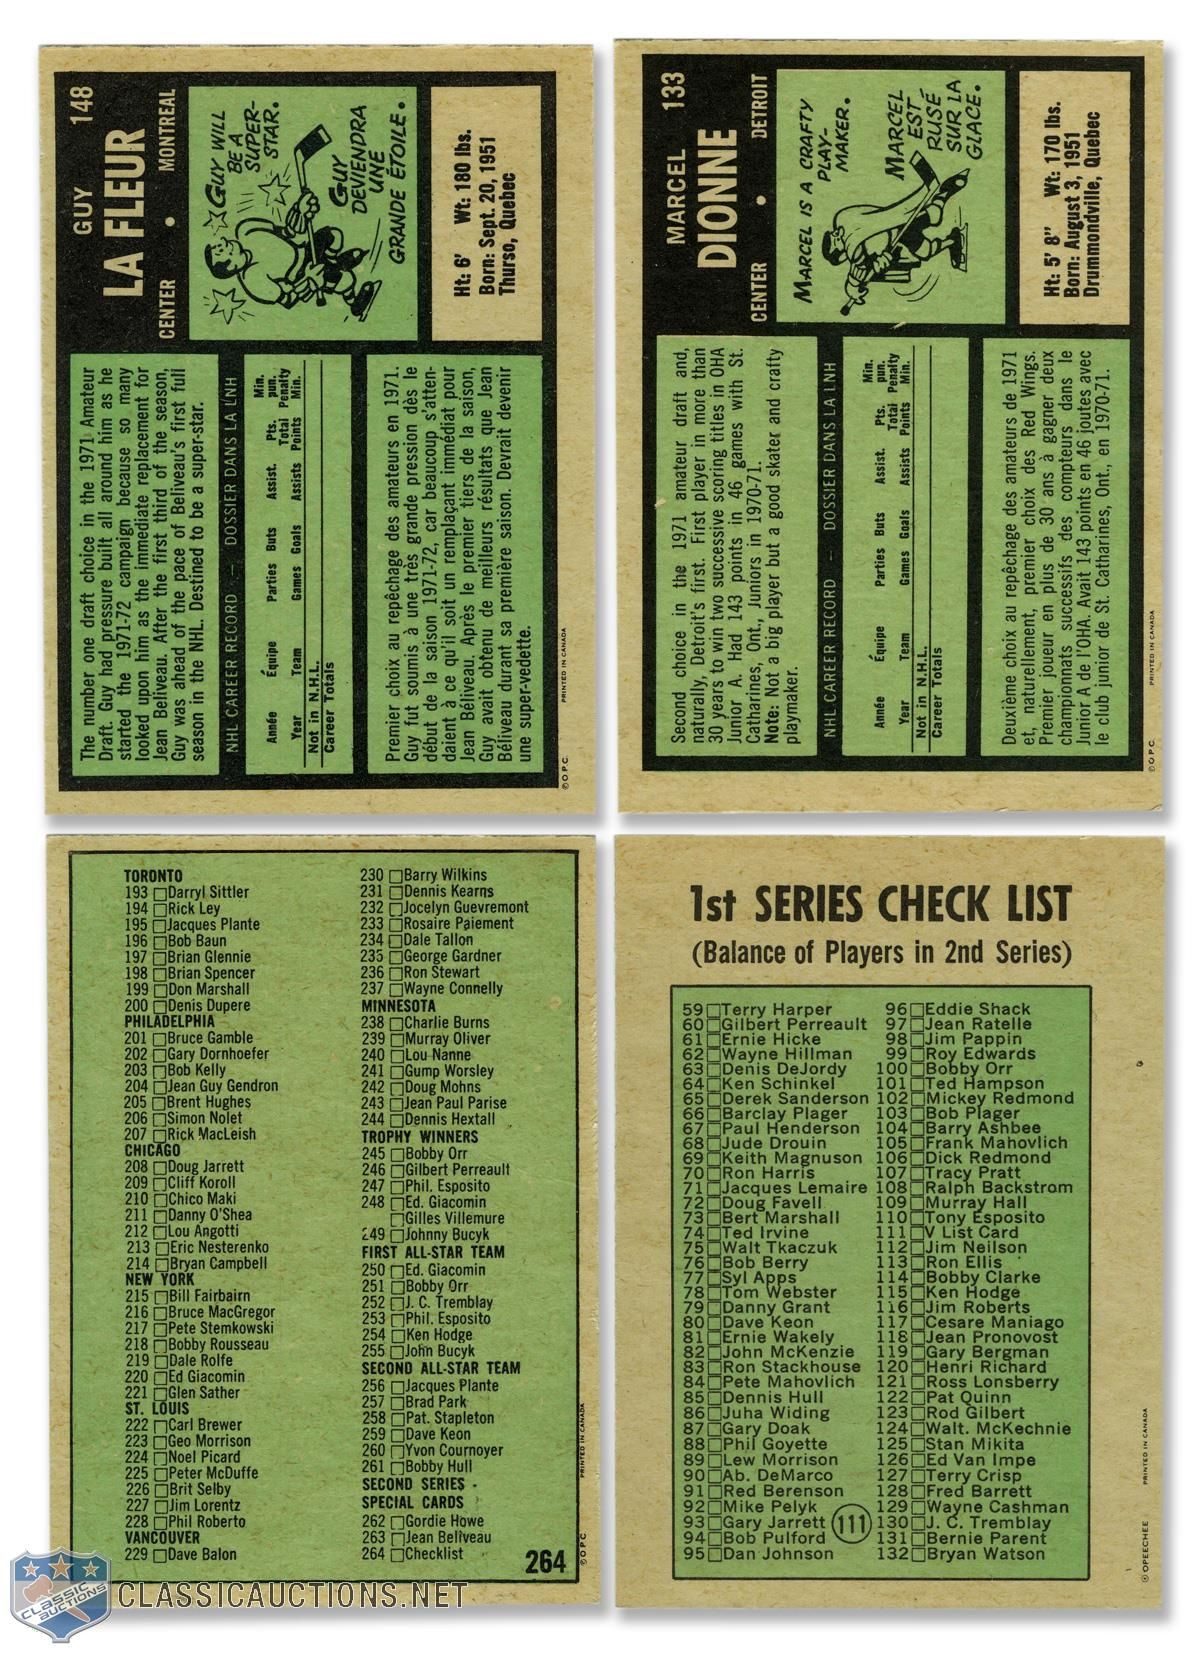 148
GUY
LA FLEUR
CENTER • MONTREAL
GUY WILL
BE A
SUPER-
STAR.
GUY
DEVIENDRA
UNE
GRANDE ÉTOILE.
Ht: 6' Wt: 180 lbs.
Born: Sept. 20, 1951
Thurso, Quebec
The number one draft choice in the 1971 Amateur
Draft. Guy had pressure built all around him as he
started the 1971-72 campaign because so many
looked upon him as the immediate replacement for
Jean Beliveau. After the first third of the season,
Guy was ahead of the pace of Beliveau's first full
season in the NHL. Destined to be a super-star.
NHL CAREER RECORD — DOSSIER DANS LA LNH
Année Équipe Parties Buts Assist. Pts. Total Min. pun. Penalty
Year Team Games Goals Assists Points Min.
Not in N.H.L.
Career Totals
Premier choix au repêchage des amateurs en 1971.
Guy fut soumis à une très grande pression dès le
début de la saison 1971-72, car beaucoup s'atten-
daient à ce qu'il soit un remplaçant immédiat pour
Jean Béliveau. Après le premier tiers de la saison,
Guy avait obtenu de meilleurs résultats que Jean
Béliveau durant sa première saison. Devrait devenir
une super-vedette.
© O.P.C. PRINTED IN CANADA
133
MARCEL
DIONNE
CENTER • DETROIT
MARCEL IS A CRAFTY
PLAY-
MAKER.
MARCEL
EST
RUSÉ
SUR LA
GLACE.
Ht: 5' 8" Wt: 170 lbs.
Born: August 3, 1951
Drummondville, Quebec
Second choice in the 1971 amateur draft and,
naturally, Detroit's first. First player in more than
30 years to win two successive scoring titles in OHA
Junior A. Had 143 points in 46 games with St.
Catharines, Ont., Juniors in 1970-71.
Note: Not a big player but a good skater and crafty
playmaker.
NHL CAREER RECORD — DOSSIER DANS LA LNH
Année Équipe Parties Buts Assist. Pts. Total Min. pun. Penalty
Year Team Games Goals Assists Points Min.
Not in N.H.L.
Career Totals
Deuxième choix au repêchage des amateurs de 1971
et, naturellement, premier choix des Red Wings.
Premier joueur en plus de 30 ans à gagner deux
championnats successifs des compteurs dans le
Junior A de l'OHA. Avait 143 points en 46 joutes avec
le club junior de St. Catharines, Ont., en 1970-71.
© O.P.C. PRINTED IN CANADA
TORONTO
193 Darryl Sittler
194 Rick Ley
195 Jacques Plante
196 Bob Baun
197 Brian Glennie
198 Brian Spencer
199 Don Marshall
200 Denis Dupere
PHILADELPHIA
201 Bruce Gamble
202 Gary Dornhoefer
203 Bob Kelly
204 Jean Guy Gendron
205 Brent Hughes
206 Simon Nolet
207 Rick MacLeish
CHICAGO
208 Doug Jarrett
209 Cliff Koroll
210 Chico Maki
211 Danny O'Shea
212 Lou Angotti
213 Eric Nesterenko
214 Bryan Campbell
NEW YORK
215 Bill Fairbairn
216 Bruce MacGregor
217 Pete Stemkowski
218 Bobby Rousseau
219 Dale Rolfe
220 Ed Giacomin
221 Glen Sather
ST. LOUIS
222 Carl Brewer
223 Geo Morrison
224 Noel Picard
225 Peter McDuffe
226 Brit Selby
227 Jim Lorentz
228 Phil Roberto
VANCOUVER
229 Dave Balon
230 Barry Wilkins
231 Dennis Kearns
232 Jocelyn Guevremont
233 Rosaire Paiement
234 Dale Tallon
235 George Gardner
236 Ron Stewart
237 Wayne Connelly
MINNESOTA
238 Charlie Burns
239 Murray Oliver
240 Lou Nanne
241 Gump Worsley
242 Doug Mohns
243 Jean Paul Parise
244 Dennis Hextall
TROPHY WINNERS
245 Bobby Orr
246 Gilbert Perreault
247 Phil. Esposito
248 Ed. Giacomin
Gilles Villemure
249 Johnny Bucyk
FIRST ALL-STAR TEAM
250 Ed. Giacomin
251 Bobby Orr
252 J. C. Tremblay
253 Phil. Esposito
254 Ken Hodge
255 John Bucyk
SECOND ALL-STAR TEAM
256 Jacques Plante
257 Brad Park
258 Pat. Stapleton
259 Dave Keon
260 Yvon Cournoyer
261 Bobby Hull
SECOND SERIES
SPECIAL CARDS
262 Gordie Howe
263 Jean Beliveau
264 Checklist
264
© O.P.C. PRINTED IN CANADA
1st SERIES CHECK LIST
(Balance of Players in 2nd Series)
59 Terry Harper
60 Gilbert Perreault
61 Ernie Hicke
62 Wayne Hillman
63 Denis DeJordy
64 Ken Schinkel
65 Derek Sanderson
66 Barclay Plager
67 Paul Henderson
68 Jude Drouin
69 Keith Magnuson
70 Ron Harris
71 Jacques Lemaire
72 Doug Favell
73 Bert Marshall
74 Ted Irvine
75 Walt Tkaczuk
76 Bob Berry
77 Syl Apps
78 Tom Webster
79 Danny Grant
80 Dave Keon
81 Ernie Wakely
82 John McKenzie
83 Ron Stackhouse
84 Pete Mahovlich
85 Dennis Hull
86 Juha Widing
87 Gary Doak
88 Phil Goyette
89 Lew Morrison
90 Ab. DeMarco
91 Red Berenson
92 Mike Pelyk
93 Gary Jarrett
94 Bob Pulford
95 Dan Johnson
96 Eddie Shack
97 Jean Ratelle
98 Jim Pappin
99 Roy Edwards
100 Bobby Orr
101 Ted Hampson
102 Mickey Redmond
103 Bob Plager
104 Barry Ashbee
105 Frank Mahovlich
106 Dick Redmond
107 Tracy Pratt
108 Ralph Backstrom
109 Murray Hall
110 Tony Esposito
111 V List Card
112 Jim Neilson
113 Ron Ellis
114 Bobby Clarke
115 Ken Hodge
116 Jim Roberts
117 Cesare Maniago
118 Jean Pronovost
119 Gary Bergman
120 Henri Richard
121 Ross Lonsberry
122 Pat Quinn
123 Rod Gilbert
124 Walt. McKechnie
125 Stan Mikita
126 Ed Van Impe
127 Terry Crisp
128 Fred Barrett
129 Wayne Cashman
130 J. C. Tremblay
131 Bernie Parent
132 Bryan Watson
111
© OPEECHEE PRINTED IN CANADA
CLASSIC
AUCTIONS
CLASSICAUCTIONS.NET